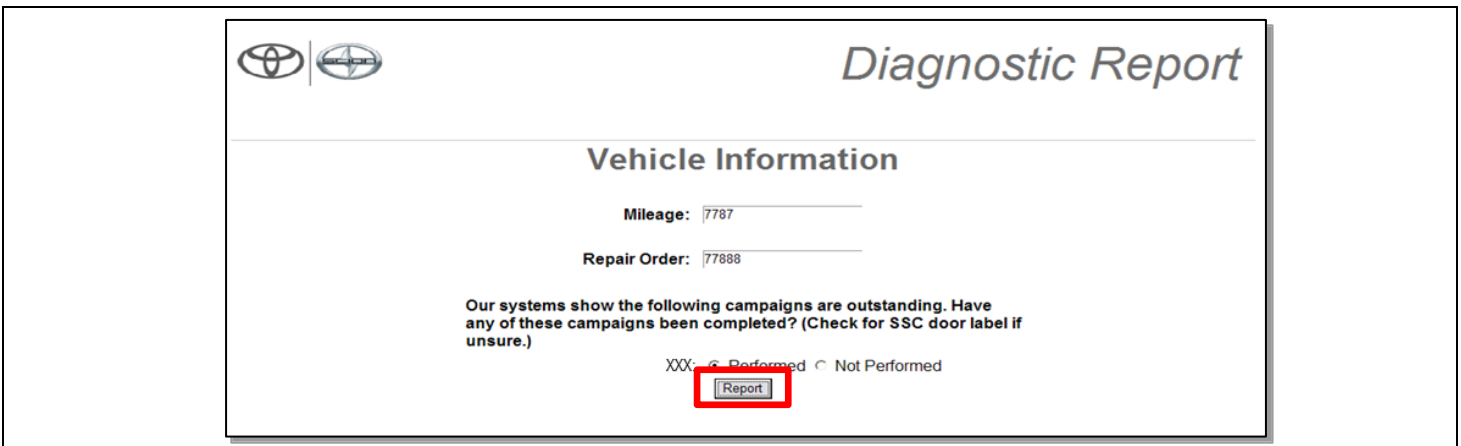 SCION
Diagnostic Report
Vehicle Information
Mileage: 7787
Repair Order: 77888
Our systems show the following campaigns are outstanding. Have
any of these campaigns been completed? (Check for SSC door label if
unsure.)
XXX: Performed Not Performed
Report